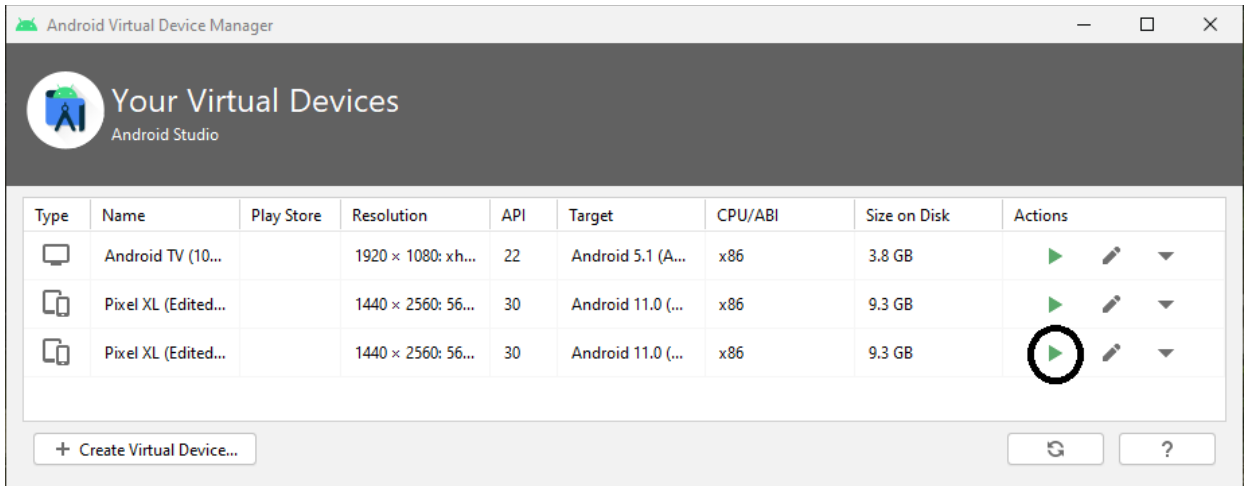 Android Virtual Device Manager
Your Virtual Devices
Android Studio
Type Name Play Store Resolution API Target CPU/ABI Size on Disk Actions
Android TV (10... 1920 × 1080: xh... 22 Android 5.1 (A... x86 3.8 GB
Pixel XL (Edited... 1440 × 2560: 56... 30 Android 11.0 (... x86 9.3 GB
Pixel XL (Edited... 1440 × 2560: 56... 30 Android 11.0 (... x86 9.3 GB
+ Create Virtual Device... ?